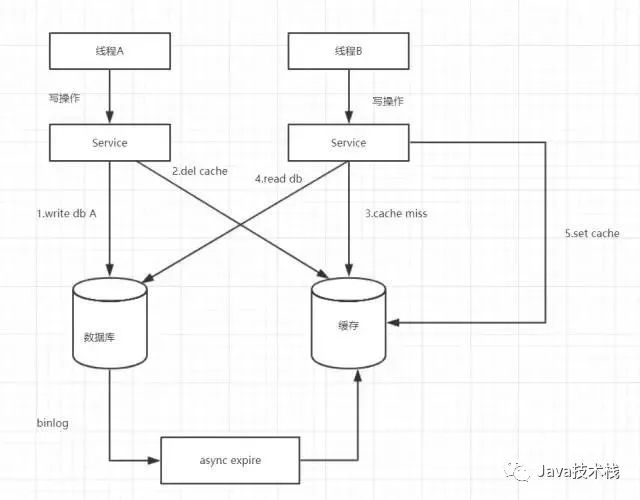 线程A
线程B
写操作
写操作
Service
Service
2.del cache
4.read db
1.write db A
3.cache miss
5.set cache
数据库
缓存
binlog
async expire
Java技术栈